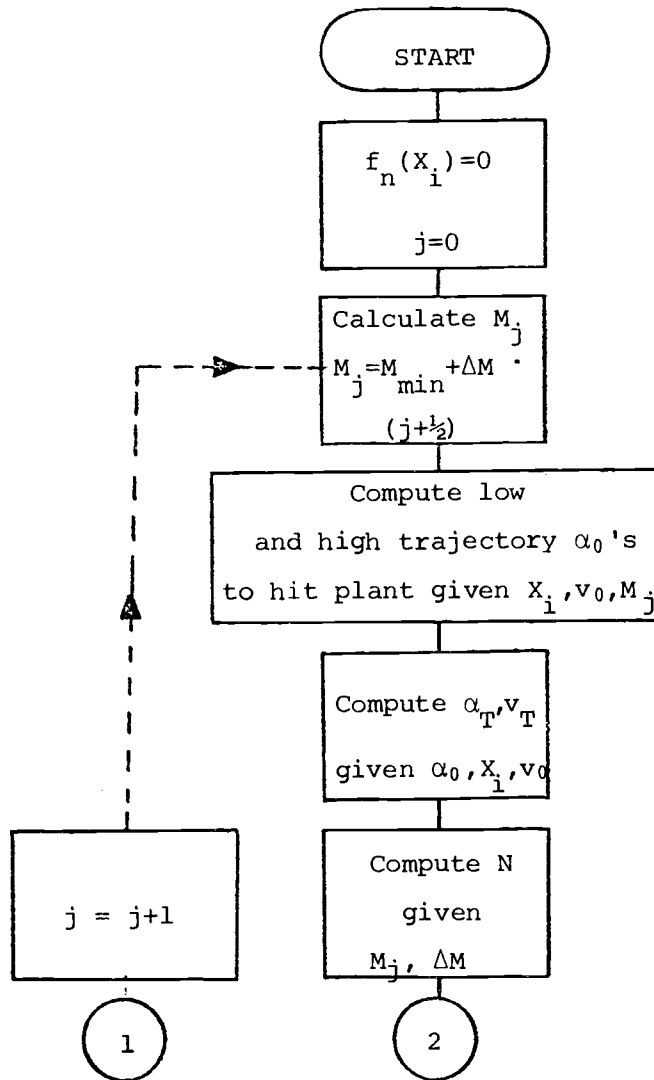 START
f_n(X_i)=0
j=0
Calculate M_j
M_j=M_min+ΔM ·
(j+½)
Compute low
and high trajectory α₀'s
to hit plant given X_i,v₀,M_j
Compute α_T,v_T
given α₀,X_i,v₀
Compute N
given
M_j, ΔM
j = j+1
1
2